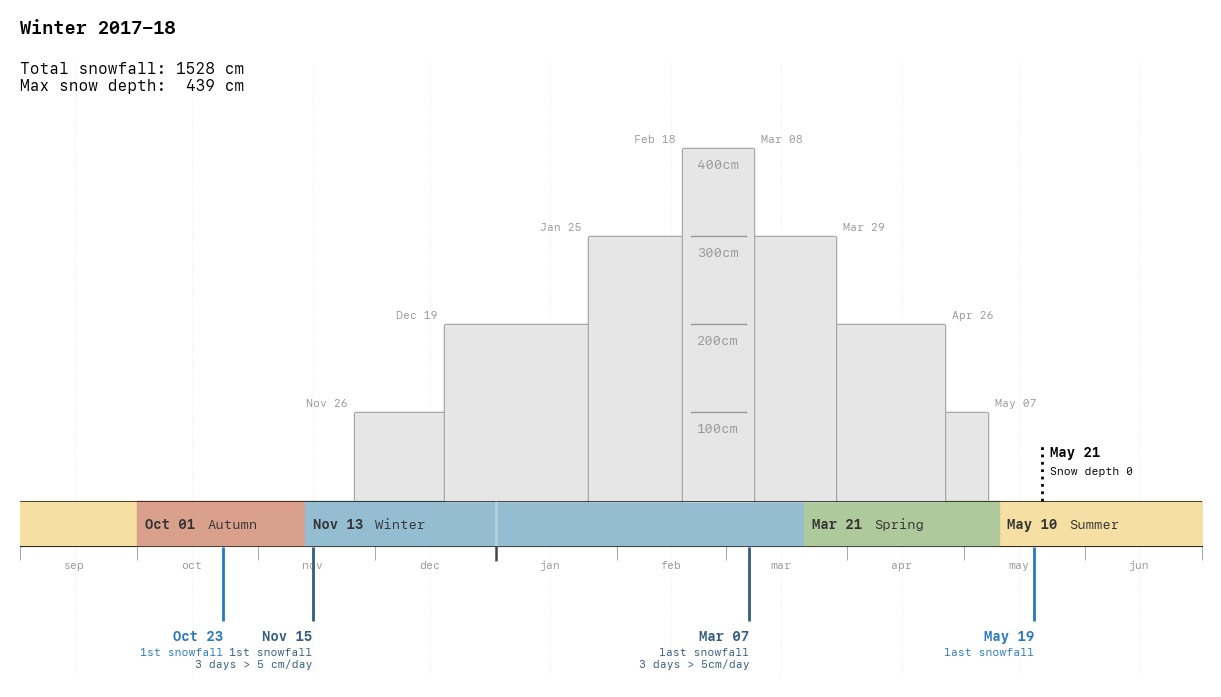 Winter 2017–18
Total snowfall: 1528 cm
Max snow depth: 439 cm
Feb 18
Mar 08
400cm
Jan 25
Mar 29
300cm
Dec 19
Apr 26
200cm
Nov 26
May 07
100cm
May 21
Snow depth 0
Oct 01 Autumn
Nov 13 Winter
Mar 21 Spring
May 10 Summer
sep
oct
nov
dec
jan
feb
mar
apr
may
jun
Oct 23
1st snowfall
Nov 15
1st snowfall
3 days > 5 cm/day
Mar 07
last snowfall
3 days > 5cm/day
May 19
last snowfall